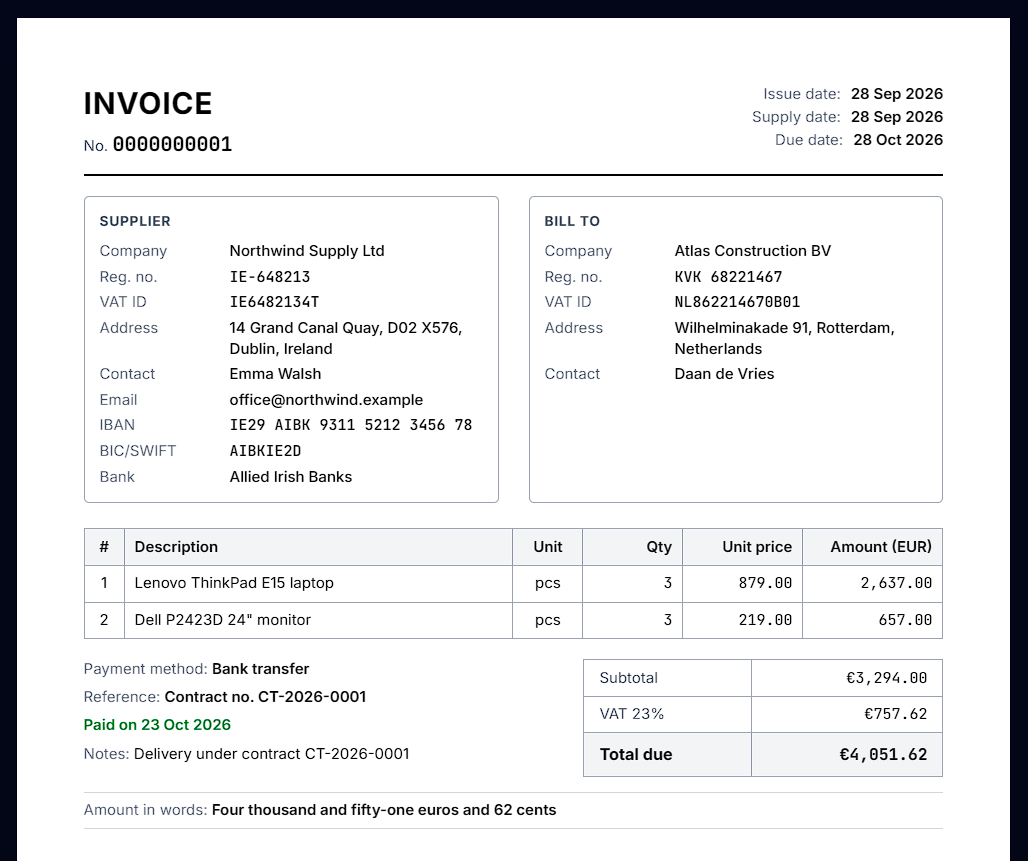 INVOICE
No. 0000000001
Issue date: 28 Sep 2026
Supply date: 28 Sep 2026
Due date: 28 Oct 2026
SUPPLIER
Company Northwind Supply Ltd
Reg. no. IE-648213
VAT ID IE6482134T
Address 14 Grand Canal Quay, D02 X576,
Dublin, Ireland
Contact Emma Walsh
Email office@northwind.example
IBAN IE29 AIBK 9311 5212 3456 78
BIC/SWIFT AIBKIE2D
Bank Allied Irish Banks
BILL TO
Company Atlas Construction BV
Reg. no. KVK 68221467
VAT ID NL862214670B01
Address Wilhelminakade 91, Rotterdam,
Netherlands
Contact Daan de Vries
# Description Unit Qty Unit price Amount (EUR)
1 Lenovo ThinkPad E15 laptop pcs 3 879.00 2,637.00
2 Dell P2423D 24" monitor pcs 3 219.00 657.00
Payment method: Bank transfer
Reference: Contract no. CT-2026-0001
Paid on 23 Oct 2026
Notes: Delivery under contract CT-2026-0001
Subtotal €3,294.00
VAT 23% €757.62
Total due €4,051.62
Amount in words: Four thousand and fifty-one euros and 62 cents